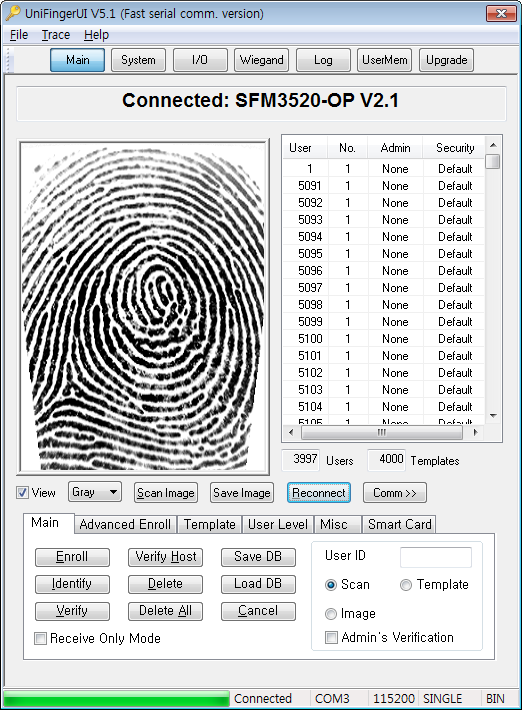 UniFingerUI V5.1 (Fast serial comm. version)
File Trace Help
Main System I/O Wiegand Log UserMem Upgrade
Connected: SFM3520-OP V2.1
User No. Admin Security
1 1 None Default
5091 1 None Default
5092 1 None Default
5093 1 None Default
5094 1 None Default
5095 1 None Default
5096 1 None Default
5097 1 None Default
5098 1 None Default
5099 1 None Default
5100 1 None Default
5101 1 None Default
5102 1 None Default
5103 1 None Default
5104 1 None Default
5105 1 None Default
3997 Users 4000 Templates
View Gray Scan Image Save Image Reconnect Comm >>
Main Advanced Enroll Template User Level Misc Smart Card
Enroll Verify Host Save DB User ID
Identify Delete Load DB Scan Template
Verify Delete All Cancel Image
Receive Only Mode Admin's Verification
Connected COM3 115200 SINGLE BIN